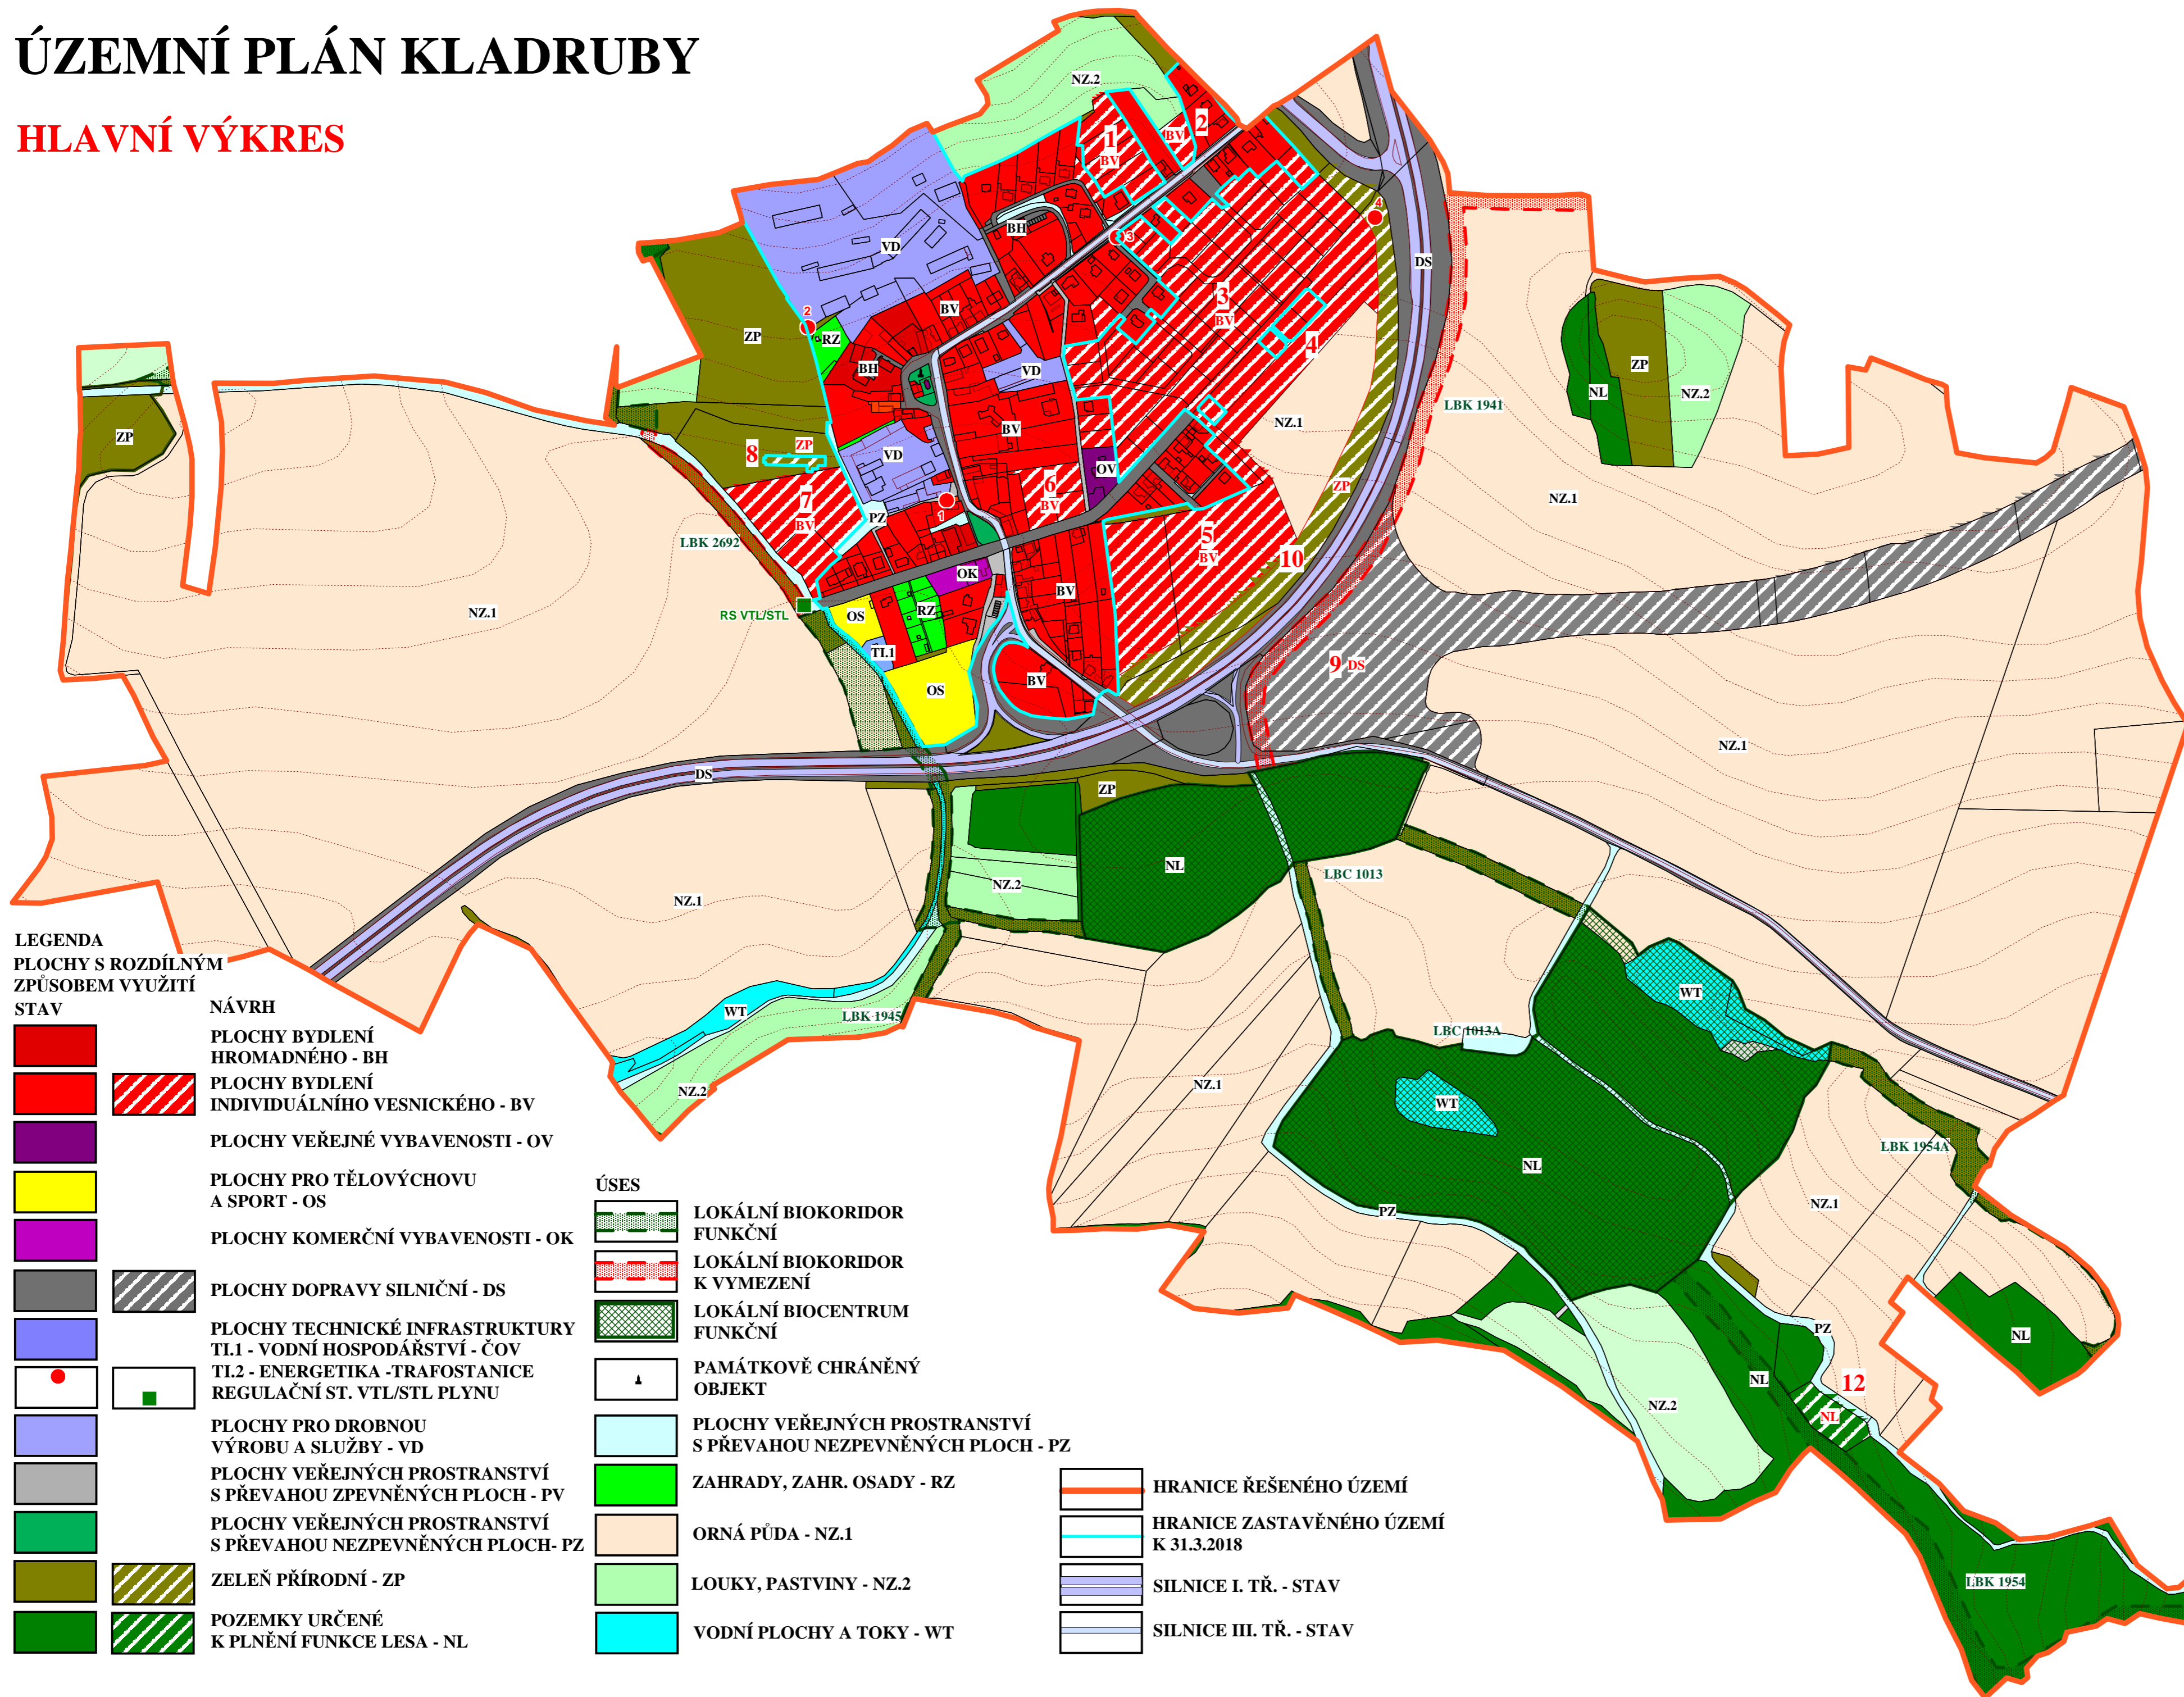 ÚZEMNÍ PLÁN KLADRUBY
HLAVNÍ VÝKRES
NZ.2
1
BV
BV
2
4
3
BH
VD
DS
BV
3
BV
2
RZ
ZP
BH
VD
4
ZP
NL
NZ.2
LBK 1941
NZ.1
ZP
BV
8
ZP
VD
OV
6
BV
ZP
NZ.1
7
BV
1
PZ
5
BV
10
LBK 2692
OK
NZ.1
RS VTL/STL
OS
RZ
BV
TI.1
9 DS
BV
OS
NZ.1
DS
ZP
NL
LBC 1013
NZ.2
NZ.1
WT
WT
LBK 1945
LBC 1013A
NZ.1
NZ.2
WT
LBK 1954A
NL
NZ.1
PZ
PZ
NL
NL
12
NZ.2
NL
LBK 1954
LEGENDA
PLOCHY S ROZDÍLNÝM
ZPŮSOBEM VYUŽITÍ
STAV NÁVRH
PLOCHY BYDLENÍ
HROMADNÉHO - BH
PLOCHY BYDLENÍ
INDIVIDUÁLNÍHO VESNICKÉHO - BV
PLOCHY VEŘEJNÉ VYBAVENOSTI - OV
PLOCHY PRO TĚLOVÝCHOVU
A SPORT - OS
PLOCHY KOMERČNÍ VYBAVENOSTI - OK
PLOCHY DOPRAVY SILNIČNÍ - DS
PLOCHY TECHNICKÉ INFRASTRUKTURY
TI.1 - VODNÍ HOSPODÁŘSTVÍ - ČOV
TI.2 - ENERGETIKA -TRAFOSTANICE
REGULAČNÍ ST. VTL/STL PLYNU
PLOCHY PRO DROBNOU
VÝROBU A SLUŽBY - VD
PLOCHY VEŘEJNÝCH PROSTRANSTVÍ
S PŘEVAHOU ZPEVNĚNÝCH PLOCH - PV
PLOCHY VEŘEJNÝCH PROSTRANSTVÍ
S PŘEVAHOU NEZPEVNĚNÝCH PLOCH- PZ
ZELEŇ PŘÍRODNÍ - ZP
POZEMKY URČENÉ
K PLNĚNÍ FUNKCE LESA - NL
ÚSES
LOKÁLNÍ BIOKORIDOR
FUNKČNÍ
LOKÁLNÍ BIOKORIDOR
K VYMEZENÍ
LOKÁLNÍ BIOCENTRUM
FUNKČNÍ
PAMÁTKOVĚ CHRÁNĚNÝ
OBJEKT
PLOCHY VEŘEJNÝCH PROSTRANSTVÍ
S PŘEVAHOU NEZPEVNĚNÝCH PLOCH - PZ
ZAHRADY, ZAHR. OSADY - RZ
ORNÁ PŮDA - NZ.1
LOUKY, PASTVINY - NZ.2
VODNÍ PLOCHY A TOKY - WT
HRANICE ŘEŠENÉHO ÚZEMÍ
HRANICE ZASTAVĚNÉHO ÚZEMÍ
K 31.3.2018
SILNICE I. TŘ. - STAV
SILNICE III. TŘ. - STAV